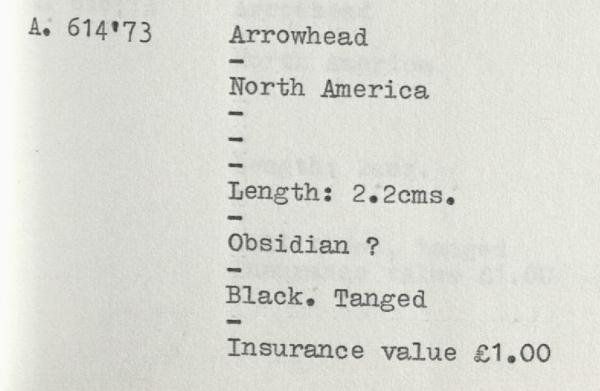 A. 614'73 Arrowhead
-
North America
-
-
-
Length: 2.2cms.
-
Obsidian ?
-
Black. Tanged
-
Insurance value £1.00